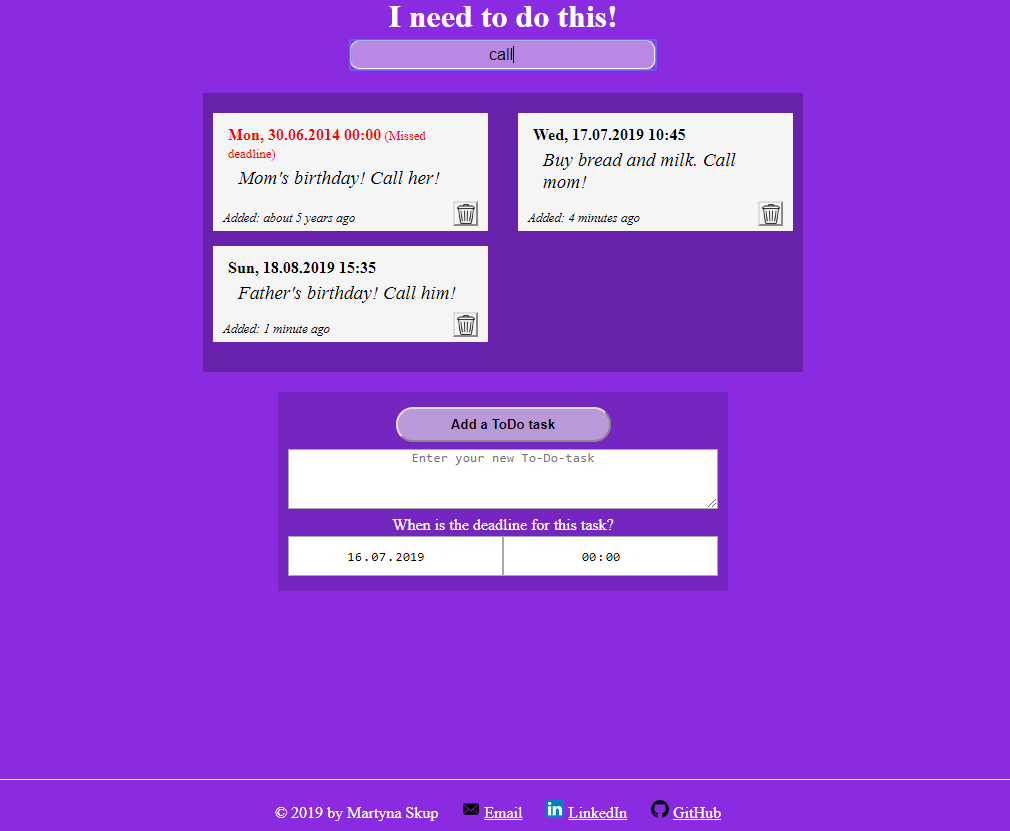 I need to do this!
call
Mon, 30.06.2014 00:00 (Missed
deadline)
Mom's birthday! Call her!
Added: about 5 years ago
Wed, 17.07.2019 10:45
Buy bread and milk. Call
mom!
Added: 4 minutes ago
Sun, 18.08.2019 15:35
Father's birthday! Call him!
Added: 1 minute ago
Add a ToDo task
Enter your new To-Do-task
When is the deadline for this task?
16.07.2019 00:00
© 2019 by Martyna Skup Email in LinkedIn GitHub